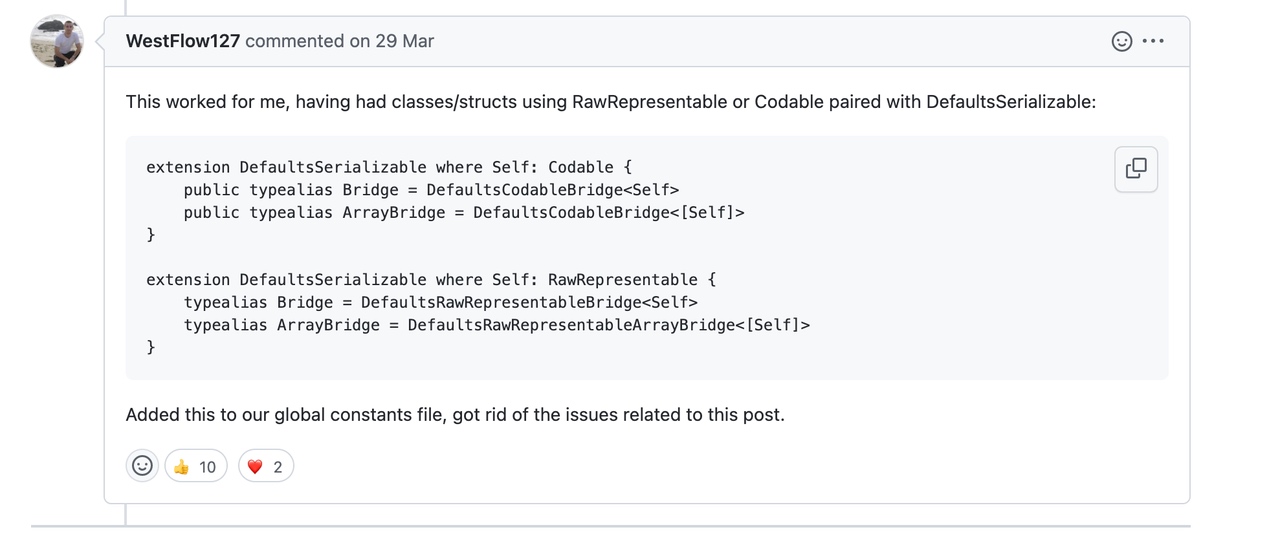 WestFlow127 commented on 29 Mar
This worked for me, having had classes/structs using RawRepresentable or Codable paired with DefaultsSerializable:
extension DefaultsSerializable where Self: Codable {
    public typealias Bridge = DefaultsCodableBridge<Self>
    public typealias ArrayBridge = DefaultsCodableBridge<[Self]>
}
extension DefaultsSerializable where Self: RawRepresentable {
    typealias Bridge = DefaultsRawRepresentableBridge<Self>
    typealias ArrayBridge = DefaultsRawRepresentableArrayBridge<[Self]>
}
Added this to our global constants file, got rid of the issues related to this post.
👍 10 ❤️ 2